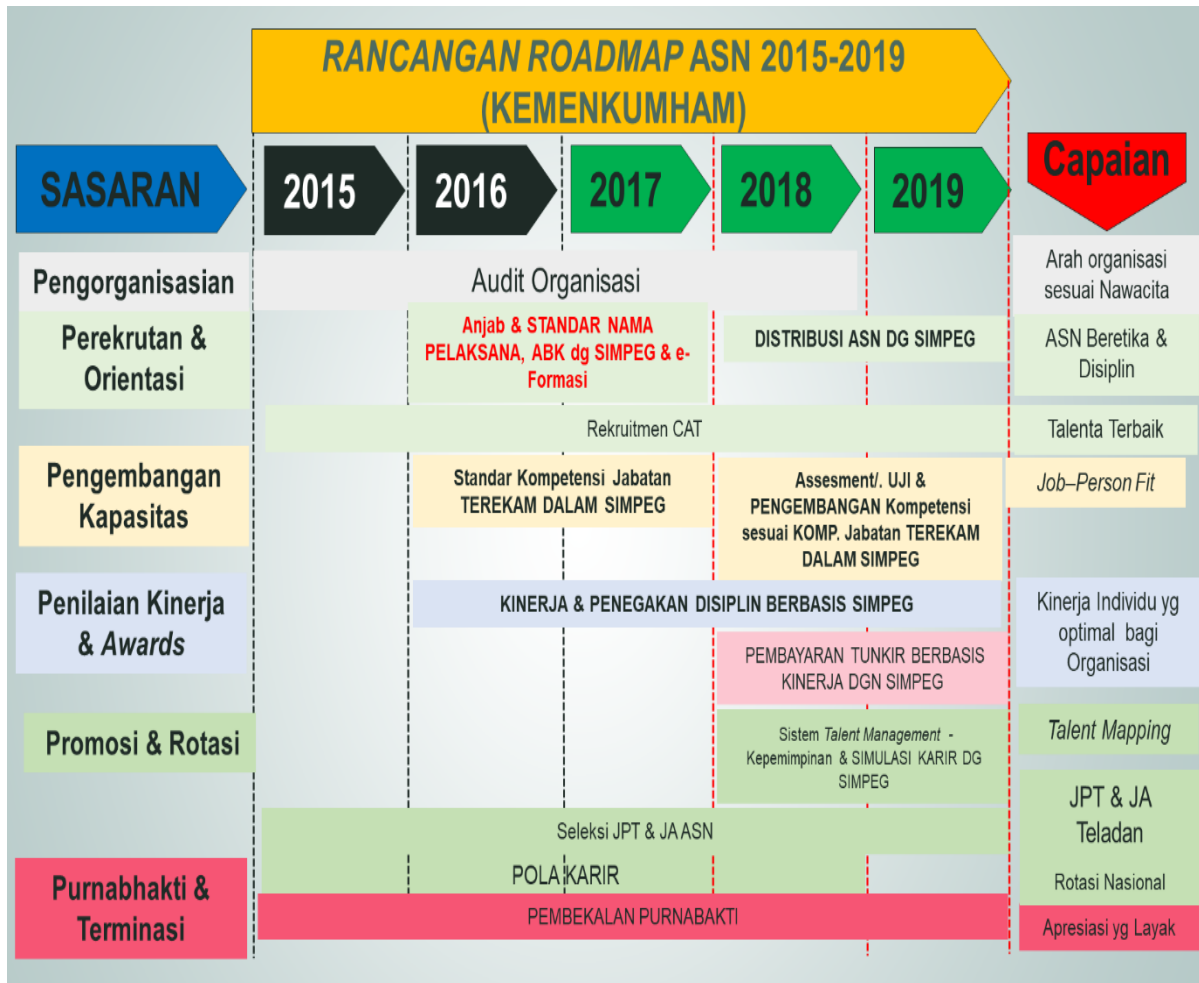 RANCANGAN ROADMAP ASN 2015-2019
(KEMENKUMHAM)
SASARAN
2015
2016
2017
2018
2019
Capaian
Pengorganisasian
Audit Organisasi
Arah organisasi
sesuai Nawacita
Perekrutan &
Orientasi
Anjab & STANDAR NAMA
PELAKSANA, ABK dg SIMPEG & e-
Formasi
DISTRIBUSI ASN DG SIMPEG
ASN Beretika &
Disiplin
Rekruitmen CAT
Talenta Terbaik
Pengembangan
Kapasitas
Standar Kompetensi Jabatan
TEREKAM DALAM SIMPEG
Assesment/. UJI &
PENGEMBANGAN Kompetensi
sesuai KOMP. Jabatan TEREKAM
DALAM SIMPEG
Job–Person Fit
Penilaian Kinerja
& Awards
KINERJA & PENEGAKAN DISIPLIN BERBASIS SIMPEG
Kinerja Individu yg
optimal bagi
Organisasi
PEMBAYARAN TUNKIR BERBASIS
KINERJA DGN SIMPEG
Promosi & Rotasi
Sistem Talent Management -
Kepemimpinan & SIMULASI KARIR DG
SIMPEG
Talent Mapping
Seleksi JPT & JA ASN
JPT & JA
Teladan
POLA KARIR
Rotasi Nasional
Purnabhakti &
Terminasi
PEMBEKALAN PURNABAKTI
Apresiasi yg Layak